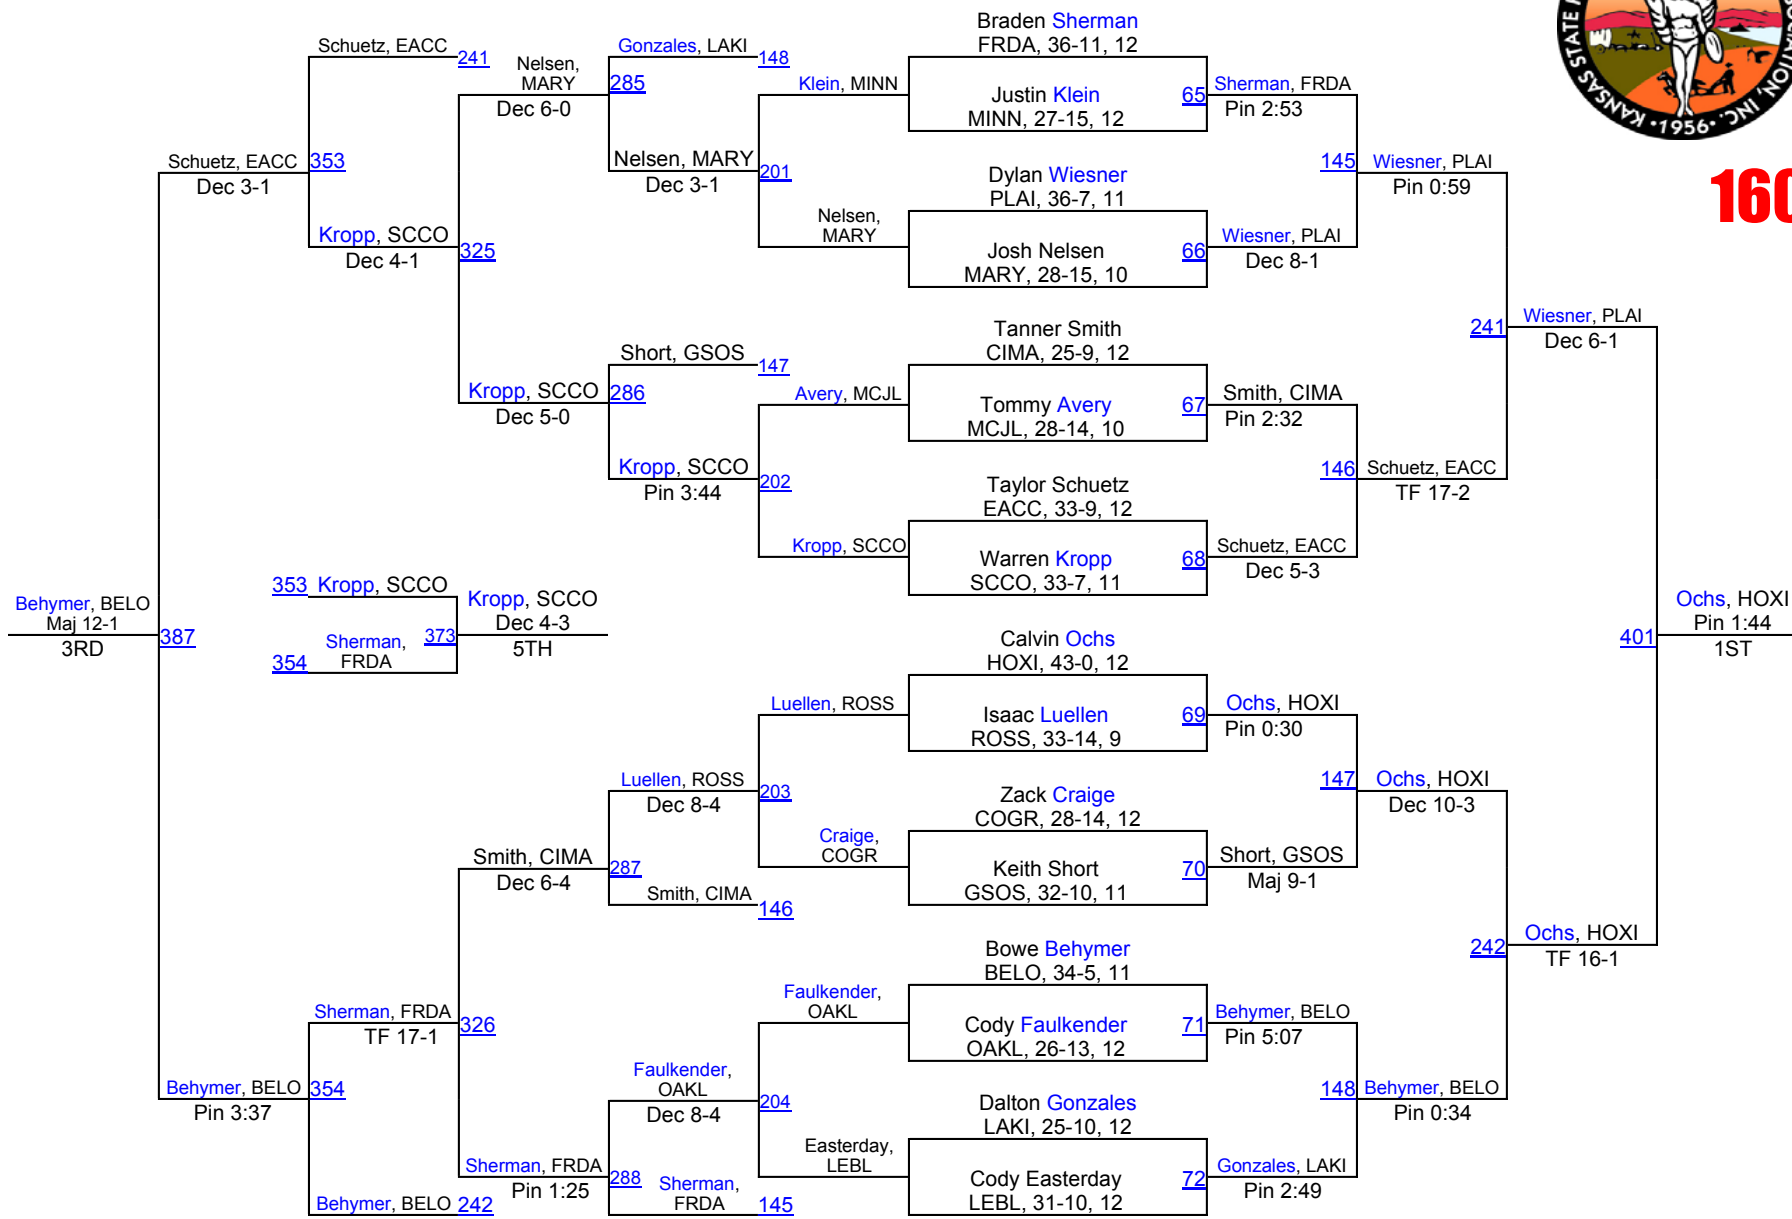 Schuetz, EACC
241
Schuetz, EACC
Dec 3-1
353
Kropp, SCCO
Dec 4-1
325
Nelsen,
MARY
Dec 6-0
Gonzales, LAKI
148
285
Nelsen, MARY
Dec 3-1
201
Klein, MINN
Nelsen,
MARY
Kropp, SCCO
Dec 5-0
Short, GSOS
147
286
Kropp, SCCO
Pin 3:44
202
Avery, MCJL
Kropp, SCCO
Braden Sherman
FRDA, 36-11, 12
Justin Klein
MINN, 27-15, 12
65
Sherman, FRDA
Pin 2:53
Dylan Wiesner
PLAI, 36-7, 11
Josh Nelsen
MARY, 28-15, 10
66
Wiesner, PLAI
Dec 8-1
145
Wiesner, PLAI
Pin 0:59
Tanner Smith
CIMA, 25-9, 12
Tommy Avery
MCJL, 28-14, 10
67
Smith, CIMA
Pin 2:32
Taylor Schuetz
EACC, 33-9, 12
Warren Kropp
SCCO, 33-7, 11
68
Schuetz, EACC
Dec 5-3
146
Schuetz, EACC
TF 17-2
241
Wiesner, PLAI
Dec 6-1
KANSAS STATE
INC.
•1956•
160
Behymer, BELO
Maj 12-1
3RD
387
353
Kropp, SCCO
Sherman,
FRDA
354
373
Kropp, SCCO
Dec 4-3
5TH
401
Ochs, HOXI
Pin 1:44
1ST
Calvin Ochs
HOXI, 43-0, 12
Isaac Luellen
ROSS, 33-14, 9
69
Ochs, HOXI
Pin 0:30
Zack Craige
COGR, 28-14, 12
Keith Short
GSOS, 32-10, 11
70
Short, GSOS
Maj 9-1
147
Ochs, HOXI
Dec 10-3
Bowe Behymer
BELO, 34-5, 11
Cody Faulkender
OAKL, 26-13, 12
71
Behymer, BELO
Pin 5:07
Dalton Gonzales
LAKI, 25-10, 12
Cody Easterday
LEBL, 31-10, 12
72
Gonzales, LAKI
Pin 2:49
148
Behymer, BELO
Pin 0:34
242
Ochs, HOXI
TF 16-1
Luellen, ROSS
Craige,
COGR
Luellen, ROSS
Dec 8-4
203
Smith, CIMA
Dec 6-4
287
Smith, CIMA
146
Sherman, FRDA
TF 17-1
326
Faulkender,
OAKL
Easterday,
LEBL
Faulkender,
OAKL
Dec 8-4
204
Sherman, FRDA
Pin 1:25
288
Sherman,
FRDA
145
Behymer, BELO
Pin 3:37
354
Behymer, BELO
242